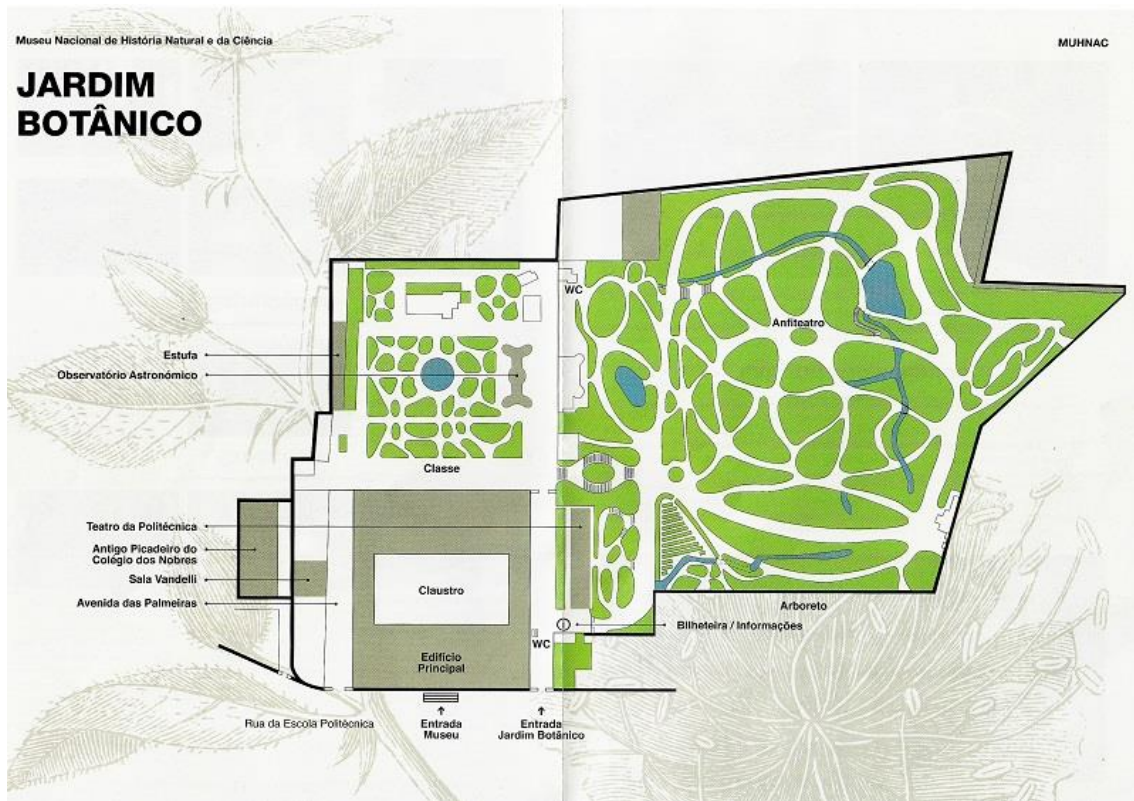 Museu Nacional de História Natural e da Ciência
MUHNAC
JARDIM
BOTÂNICO
WC
Anfiteatro
Estufa
Observatório Astronómico
Classe
Teatro da Politécnica
Antigo Picadeiro do
Colégio dos Nobres
Sala Vandelli
Avenida das Palmeiras
Claustro
Arboreto
i
Bilheteira / Informações
WC
Edifício
Principal
Rua da Escola Politécnica
Entrada
Museu
Entrada
Jardim Botânico